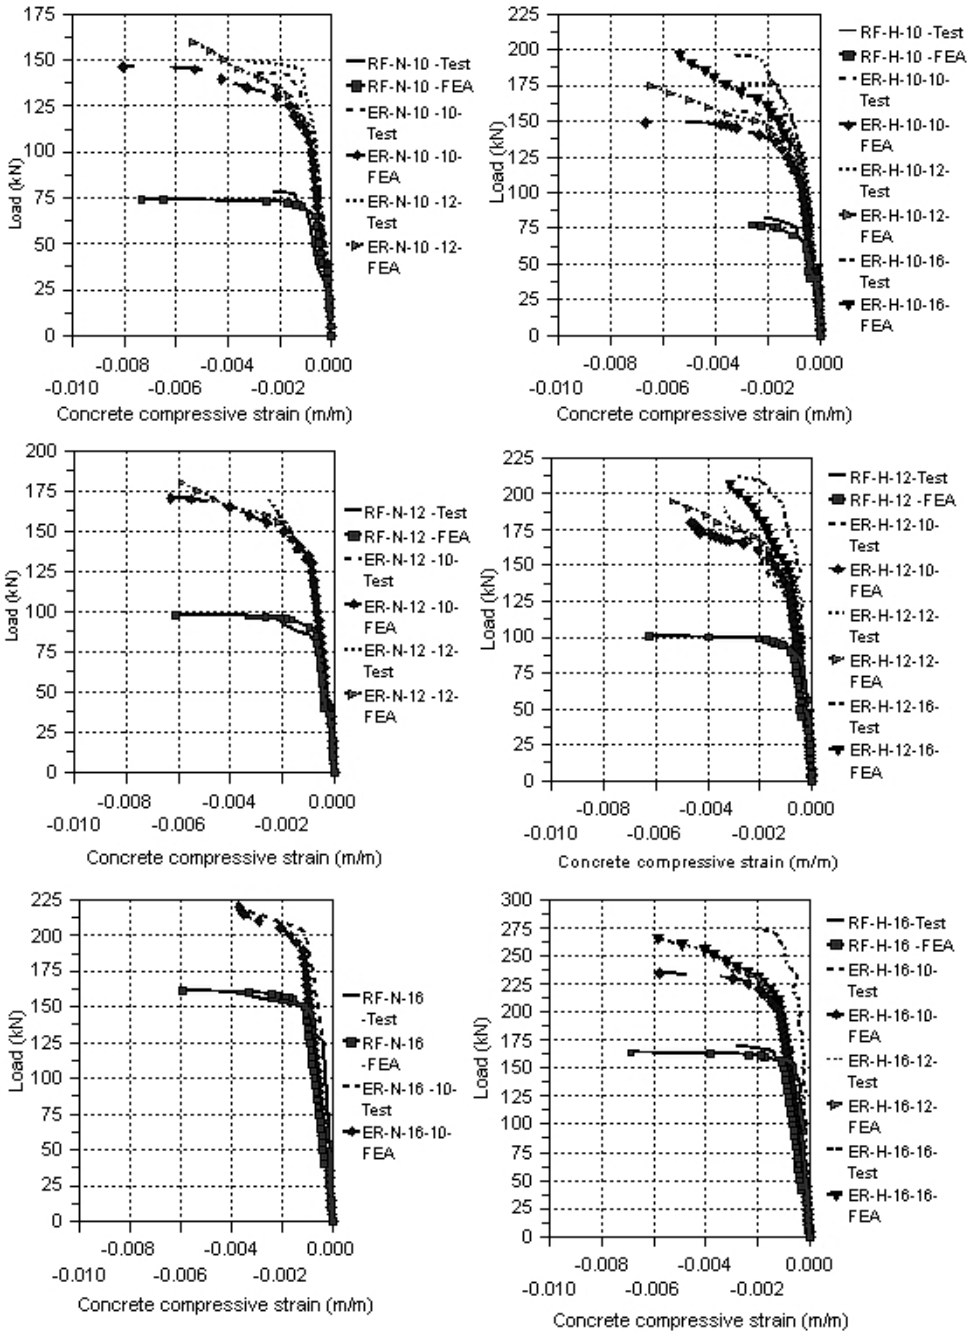 175
150
125
100
75
50
25
0
Load (kN)
-0.008 -0.004 0.000
-0.010 -0.006 -0.002
Concrete compressive strain (m/m)
RF-N-10 -Test
RF-N-10 -FEA
ER-N-10 -10-
Test
ER-N-10 -10-
FEA
ER-N-10 -12-
Test
ER-N-10 -12-
FEA
225
200
175
150
125
100
75
50
25
0
Load (kN)
-0.008 -0.004 0.000
-0.010 -0.006 -0.002
Concrete compressive strain (m/m)
RF-H-10 -Test
RF-H-10 -FEA
ER-H-10-10-
Test
ER-H-10-10-
FEA
ER-H-10-12-
Test
ER-H-10-12-
FEA
ER-H-10-16-
Test
ER-H-10-16-
FEA
200
175
150
125
100
75
50
25
0
Load (kN)
-0.008 -0.004 0.000
-0.010 -0.006 -0.002
Concrete compressive strain (m/m)
RF-N-12 -Test
RF-N-12 -FEA
ER-N-12 -10-
Test
ER-N-12 -10-
FEA
ER-N-12 -12-
Test
ER-N-12 -12-
FEA
225
200
175
150
125
100
75
50
25
0
Load (kN)
-0.008 -0.004 0.000
-0.010 -0.006 -0.002
Concrete compressive strain (m/m)
RF-H-12-Test
RF-H-12 -FEA
ER-H-12-10-
Test
ER-H-12-10-
FEA
ER-H-12-12-
Test
ER-H-12-12-
FEA
ER-H-12-16-
Test
ER-H-12-16-
FEA
225
200
175
150
125
100
75
50
25
0
Load (kN)
-0.008 -0.004 0.000
-0.010 -0.006 -0.002
Concrete compressive strain (m/m)
RF-N-16
-Test
RF-N-16
-FEA
ER-N-16 -10-
Test
ER-N-16-10-
FEA
300
275
250
225
200
175
150
125
100
75
50
25
0
Load (kN)
-0.008 -0.004 0.000
-0.010 -0.006 -0.002
Concrete compressive strain (m/m)
RF-H-16-Test
RF-H-16 -FEA
ER-H-16-10-
Test
ER-H-16-10-
FEA
ER-H-16-12-
Test
ER-H-16-12-
FEA
ER-H-16-16-
Test
ER-H-16-16-
FEA